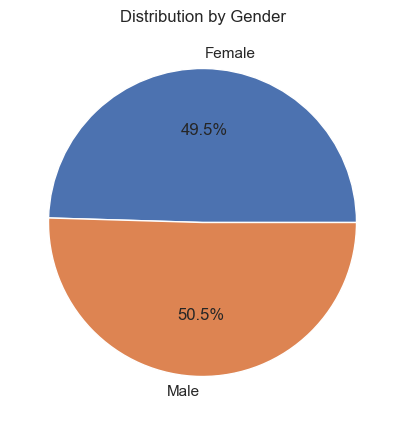 Distribution by Gender
Female
49.5%
50.5%
Male